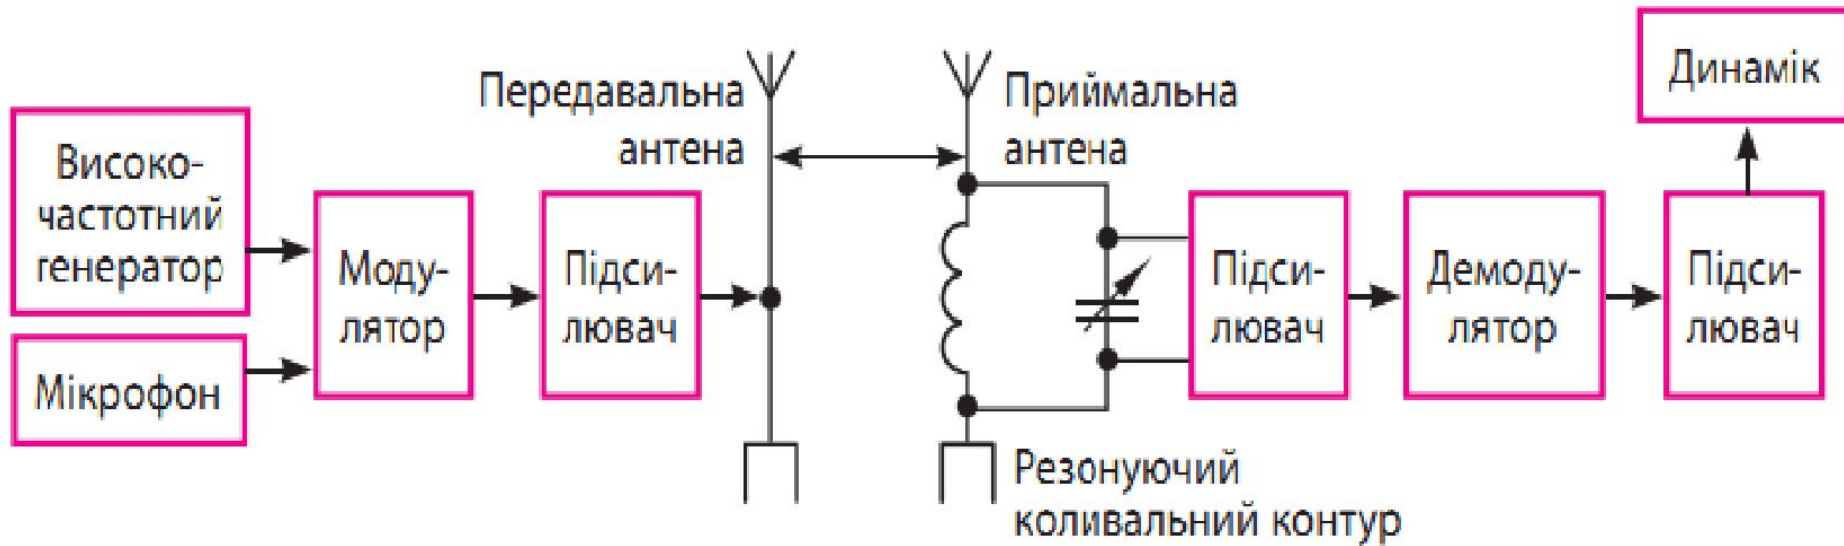 Високо-
частотний
генератор
Мікрофон
Моду-
лятор
Підси-
лювач
Передавальна
антена
Приймальна
антена
Резонуючий
коливальний контур
Підси-
лювач
Демоду-
лятор
Підси-
лювач
Динамік